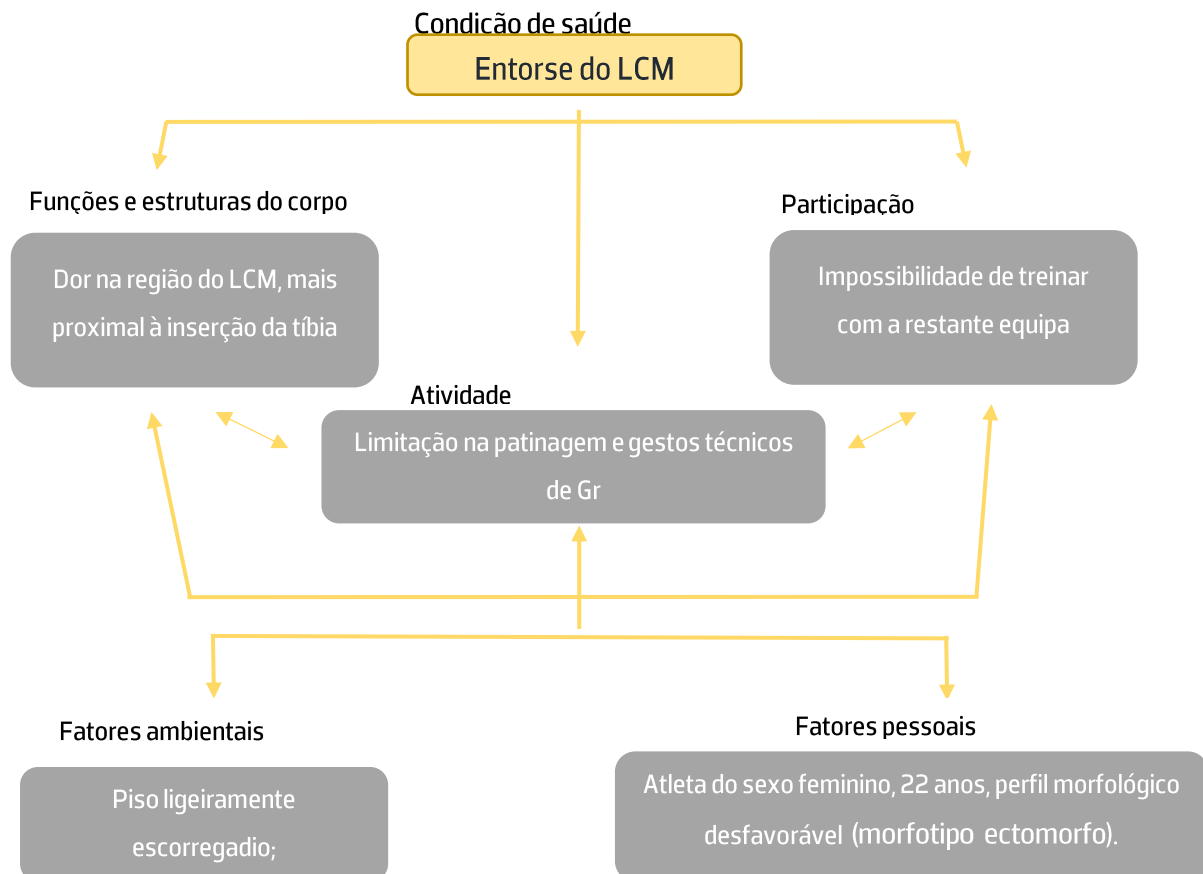 Condição de saúde
Entorse do LCM
Funções e estruturas do corpo
Dor na região do LCM, mais
proximal à inserção da tíbia
Participação
Impossibilidade de treinar
com a restante equipa
Atividade
Limitação na patinagem e gestos técnicos
de Gr
Fatores ambientais
Piso ligeiramente
escorregadio;
Fatores pessoais
Atleta do sexo feminino, 22 anos, perfil morfológico
desfavorável (morfotipo ectomorfo).